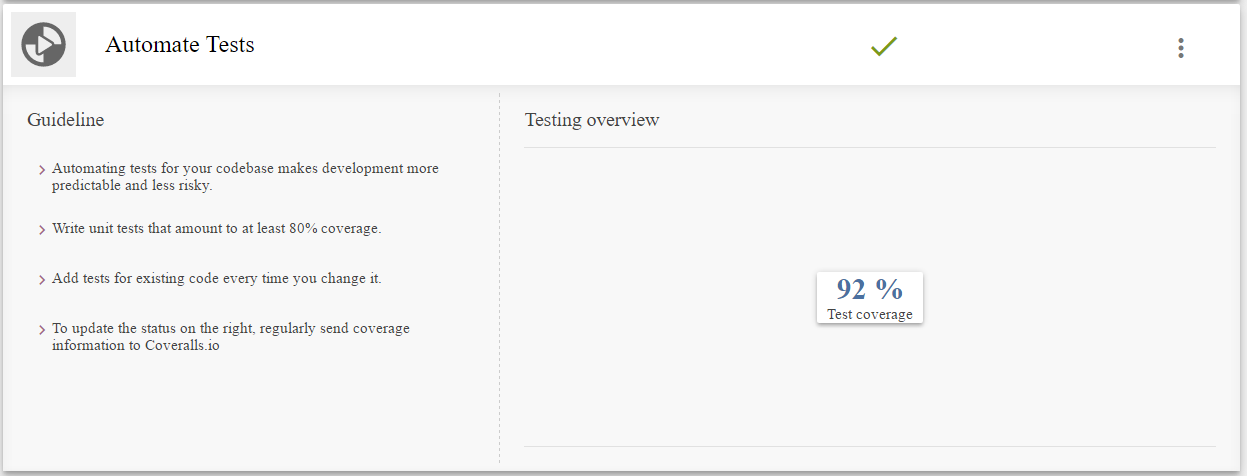 Automate Tests
Guideline
Automating tests for your codebase makes development more
predictable and less risky.
Write unit tests that amount to at least 80% coverage.
Add tests for existing code every time you change it.
To update the status on the right, regularly send coverage
information to Coveralls.io
Testing overview
92 %
Test coverage